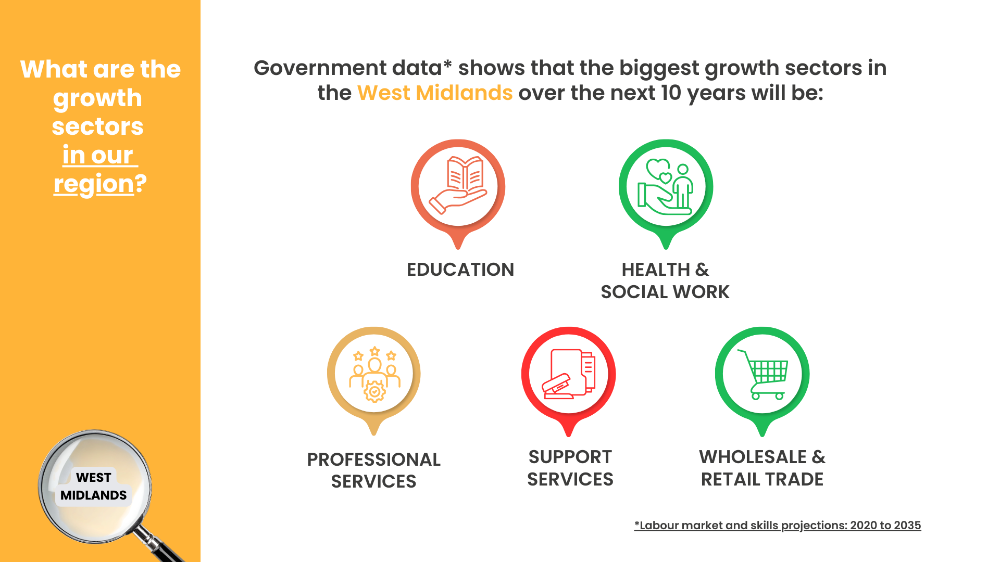 What are the
growth
sectors
in our
region?
Government data* shows that the biggest growth sectors in
the West Midlands over the next 10 years will be:
EDUCATION
HEALTH &
SOCIAL WORK
PROFESSIONAL
SERVICES
SUPPORT
SERVICES
WHOLESALE &
RETAIL TRADE
WEST
MIDLANDS
*Labour market and skills projections: 2020 to 2035